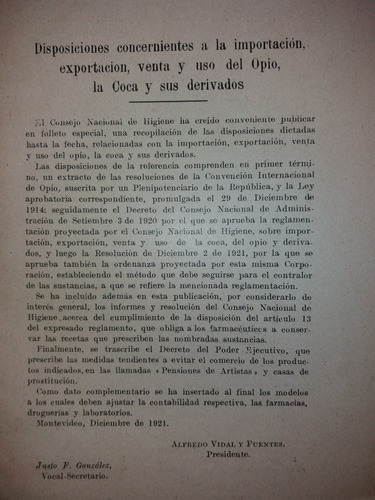 Disposiciones concernientes a la importación,
exportacion, venta y uso del Opio,
la Coca y sus derivados
El Consejo Nacional de Higiene ha creído conveniente publicar
en folleto especial, una recopilación de las disposiciones dictadas
hasta la fecha, relacionadas con la importación, exportación, venta
y uso del opio, la coca y sus derivados.
Las disposiciones de la referencia comprenden en primer térmi-
no, un extracto de las resoluciones de la Convención Internacional
de Opio, suscrita por un Plenipotenciario de la República, y la Ley
aprobatoria correspondiente, promulgada el 29 de Diciembre de
1914; seguidamente el Decreto del Consejo Nacional de Adminis-
tración de Setiembre 3 de 1920 por el que se aprueba la reglamen-
tación proyectada por el Consejo Nacional de Higiene, sobre impor-
tación, exportación, venta y uso de la coca, del opio y deriva-
dos, y luego la Resolución de Diciembre 2 de 1921, por la que se
aprueba también la ordenanza proyectada por esta misma Corpo-
ración, estableciendo el método que debe seguirse para el contralor
de las sustancias, a que se refiere la mencionada reglamentación.
Se ha incluído además en esta publicación, por considerarlo de
interés general, los informes y resolución del Consejo Nacional de
Higiene acerca del cumplimiento de la disposición del artículo 13
del expresado reglamento, que obliga a los farmacéuticos a conser-
var las recetas que prescriben las nombradas sustancias.
Finalmente, se trascribe el Decreto del Poder Ejecutivo, que
prescribe las medidas tendientes a evitar el comercio de los produc-
tos indicados, en las llamadas «Pensiones de Artistas» y casas de
prostitución.
Como dato complementario se ha insertado al final los modelos
a los cuales deben ajustar la contabilidad respectiva, las farmacias,
droguerías y laboratorios.
Montevideo, Diciembre de 1921.
ALFREDO VIDAL Y FUENTES.
Presidente.
Justo F. González,
Vocal-Secretario.